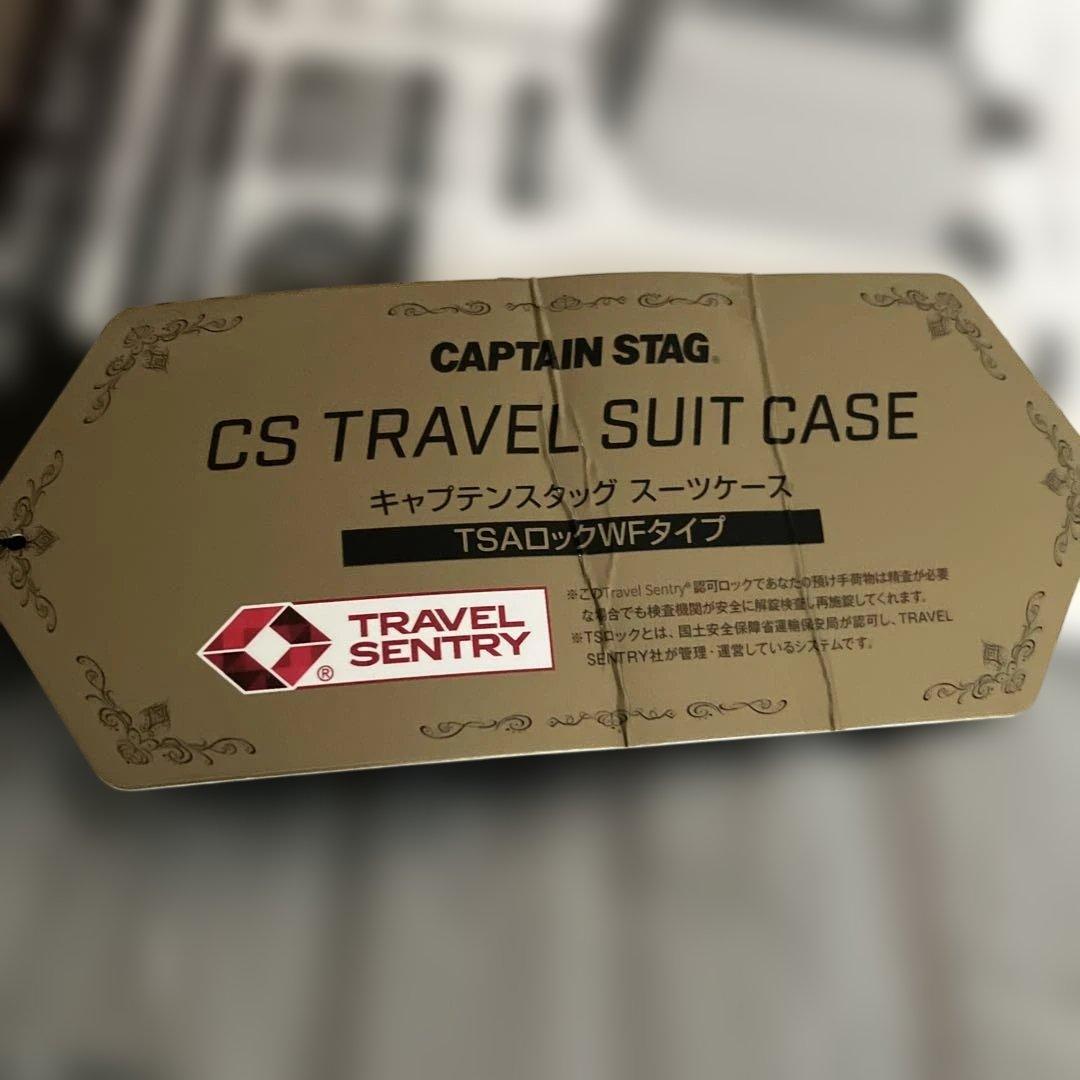 CAPTAIN STAG®
CS TRAVEL SUIT CASE
キャプテンスタッグ スーツケース
TSAロックWFタイプ
TRAVEL
SENTRY
®
※このTravel Sentry®認可ロックであなたの預け手荷物は精査が必要
な場合でも検査機関が安全に解錠検査し再施錠してくれます。
※TSロックとは、国土安全保障省運輸保安局が認可し、TRAVEL
SENTRY社が管理・運営しているシステムです。